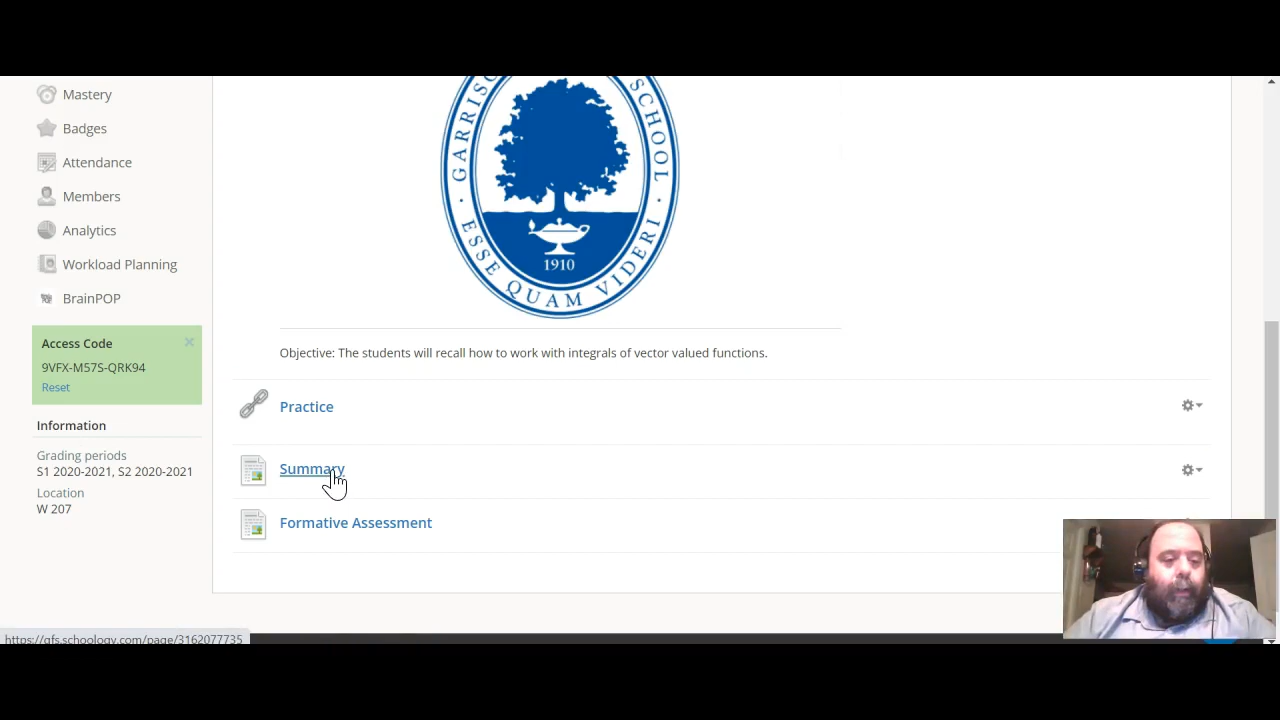 Mastery
Badges
Attendance
Members
Analytics
Workload Planning
BrainPOP
Access Code
9VFX-M57S-QRK94
Reset
Information
Grading periods
S1 2020-2021, S2 2020-2021
Location
W 207
GARRIS SCHOOL
1910
· ESSE QUAM VIDERI ·
Objective: The students will recall how to work with integrals of vector valued functions.
Practice
Summary
Formative Assessment
https://gfs.schoology.com/page/3162077735